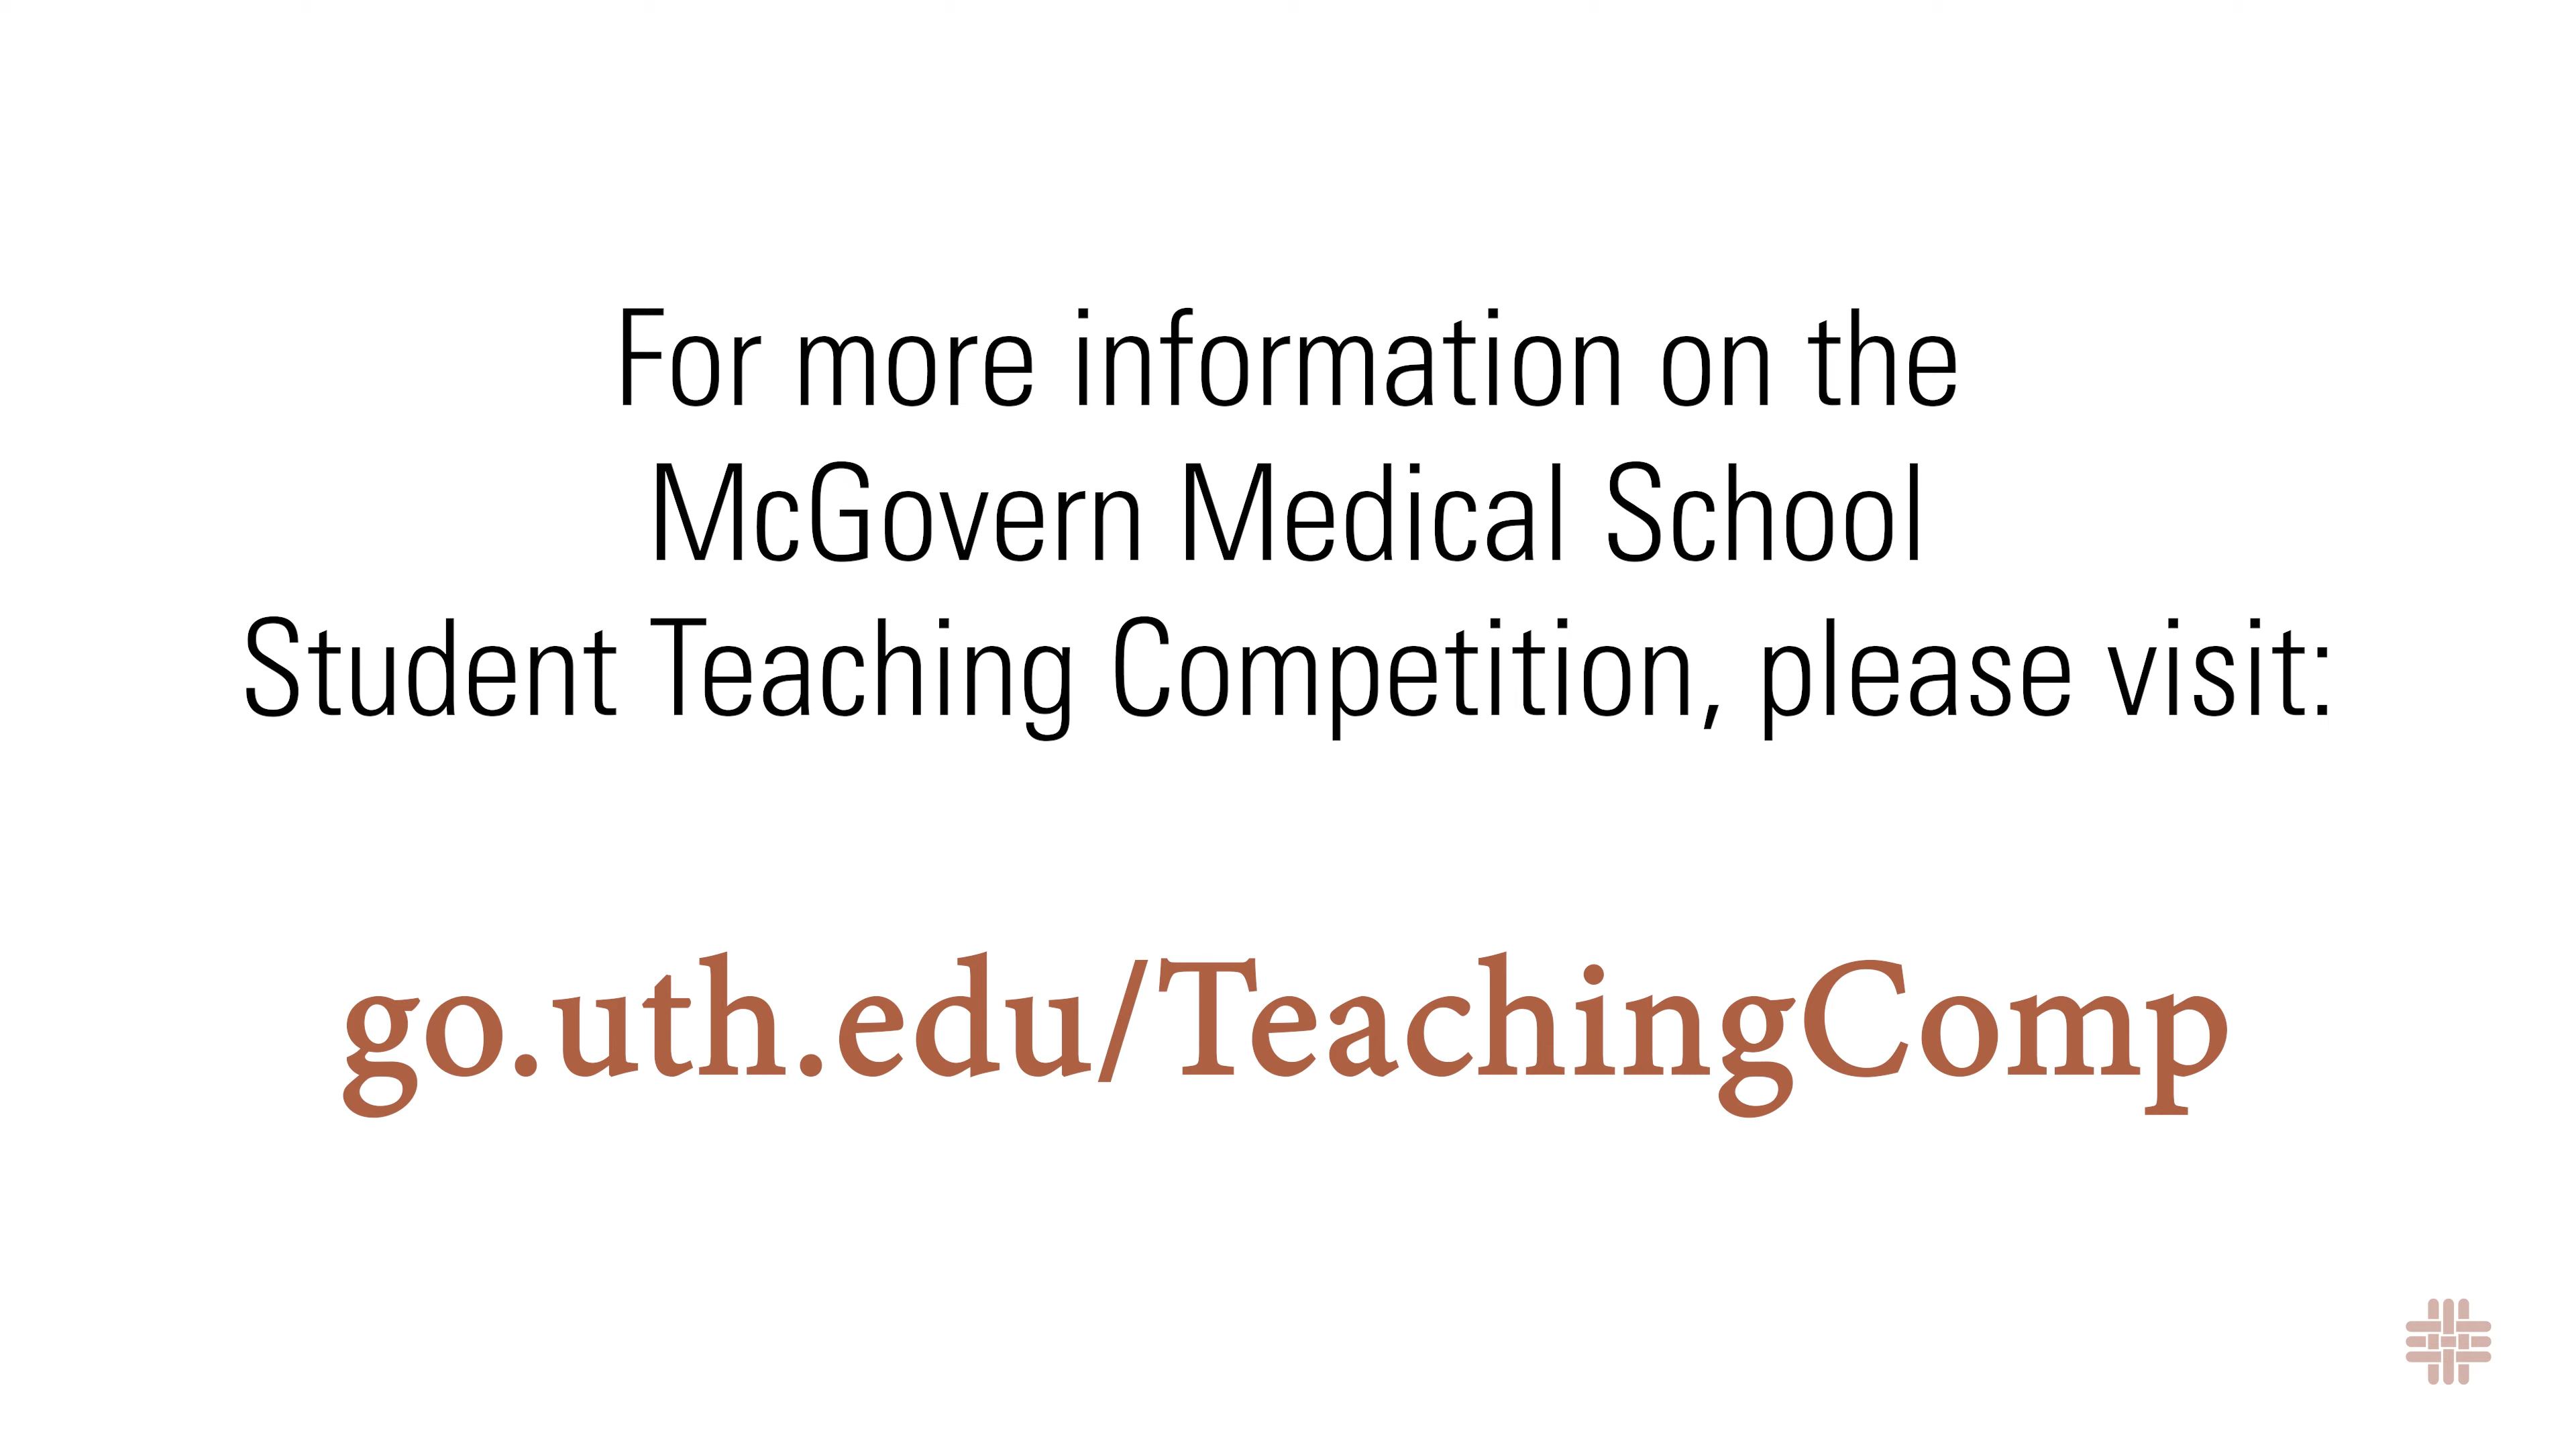 For more information on the
McGovern Medical School
Student Teaching Competition, please visit:
go.uth.edu/TeachingComp